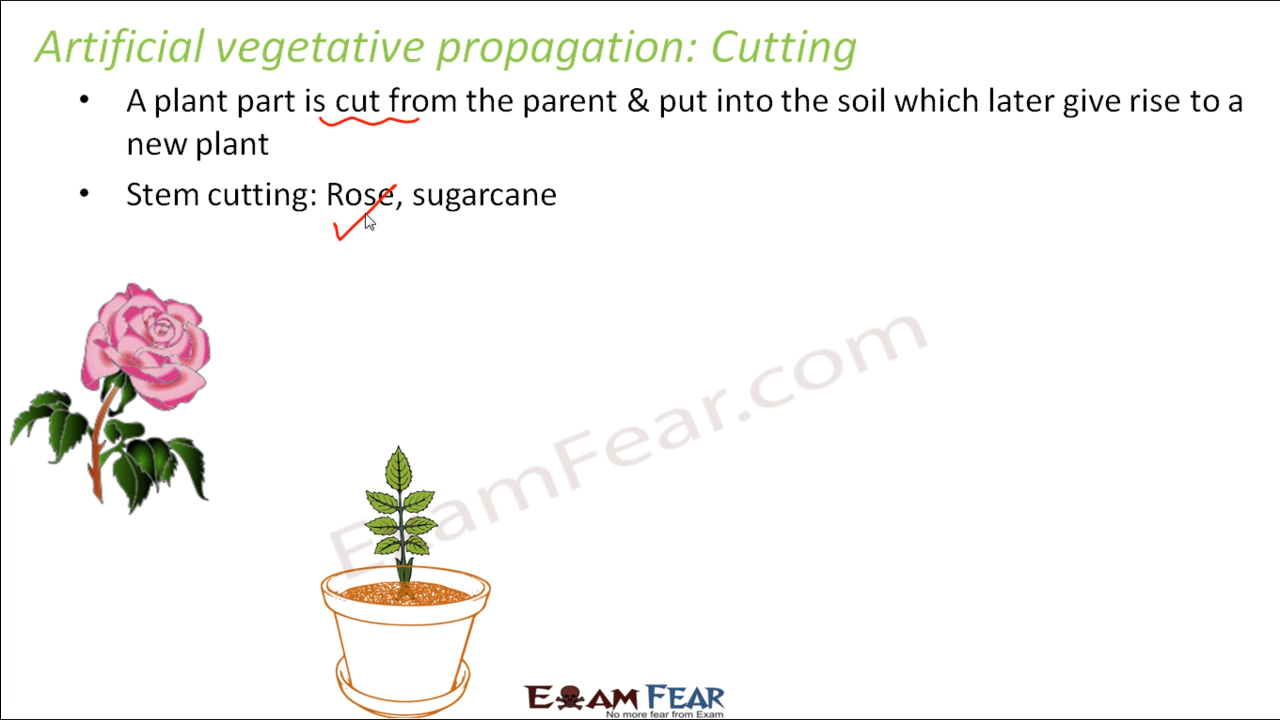 Artificial vegetative propagation: Cutting
• A plant part is cut from the parent & put into the soil which later give rise to a
new plant
• Stem cutting: Rose, sugarcane
ExamFear.com
EXAM FEAR
No more fear from Exam